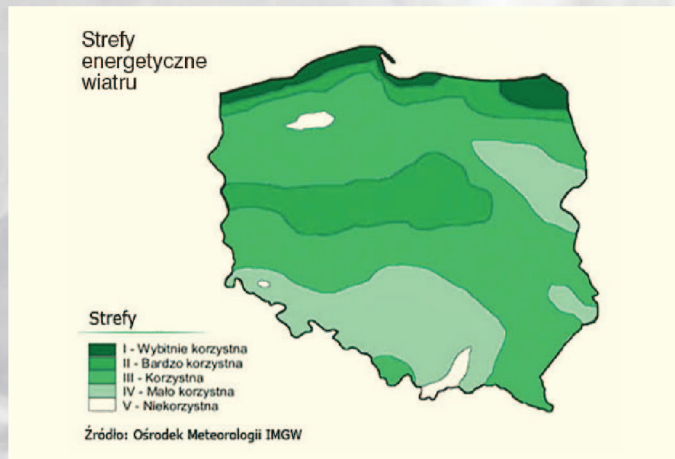 Strefy
energetyczne
wiatru
Strefy
I - Wybitnie korzystna
II - Bardzo korzystna
III - Korzystna
IV - Mało korzystna
V - Niekorzystna
Źródło: Ośrodek Meteorologii IMGW